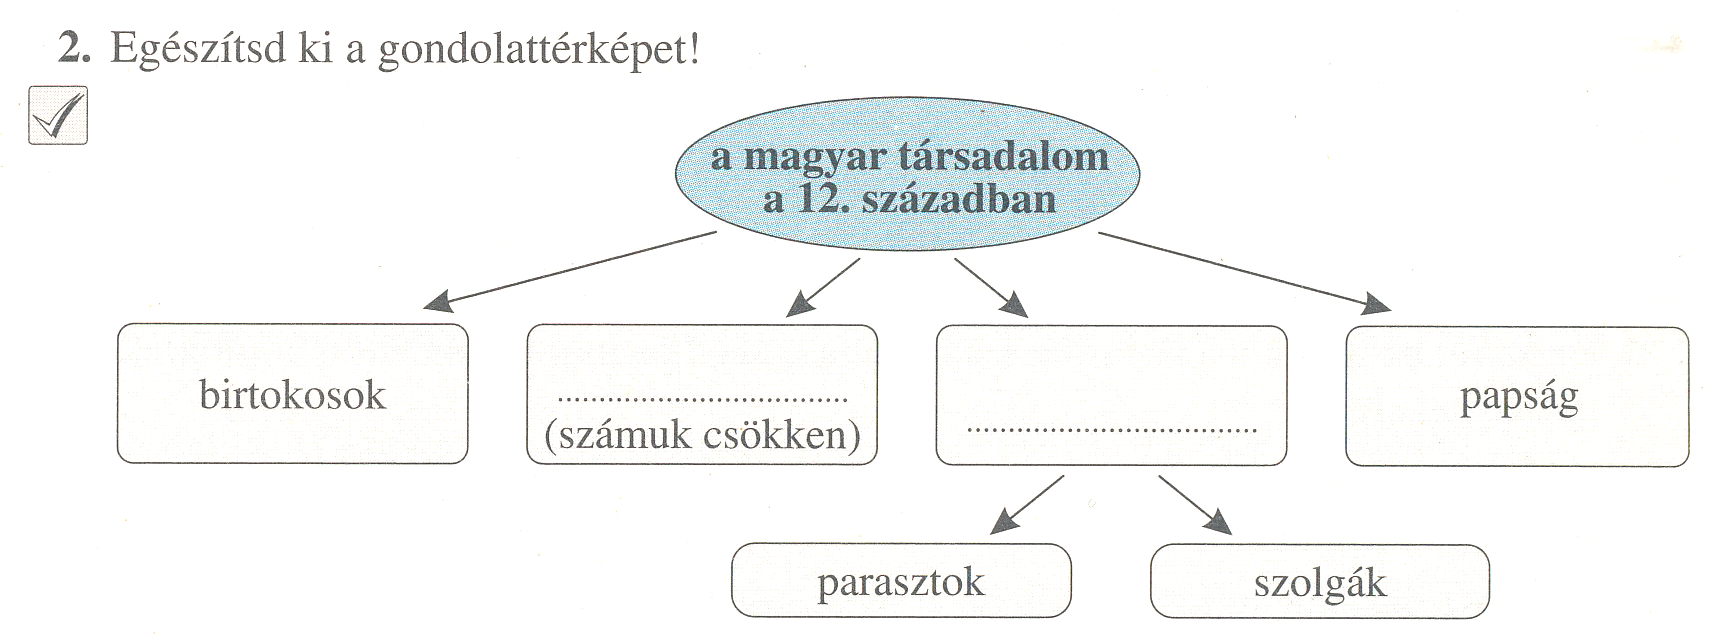 2. Egészítsd ki a gondolattérképet!
a magyar társadalom
a 12. században
birtokosok
..................................
(számuk csökken)
..................................
papság
parasztok
szolgák